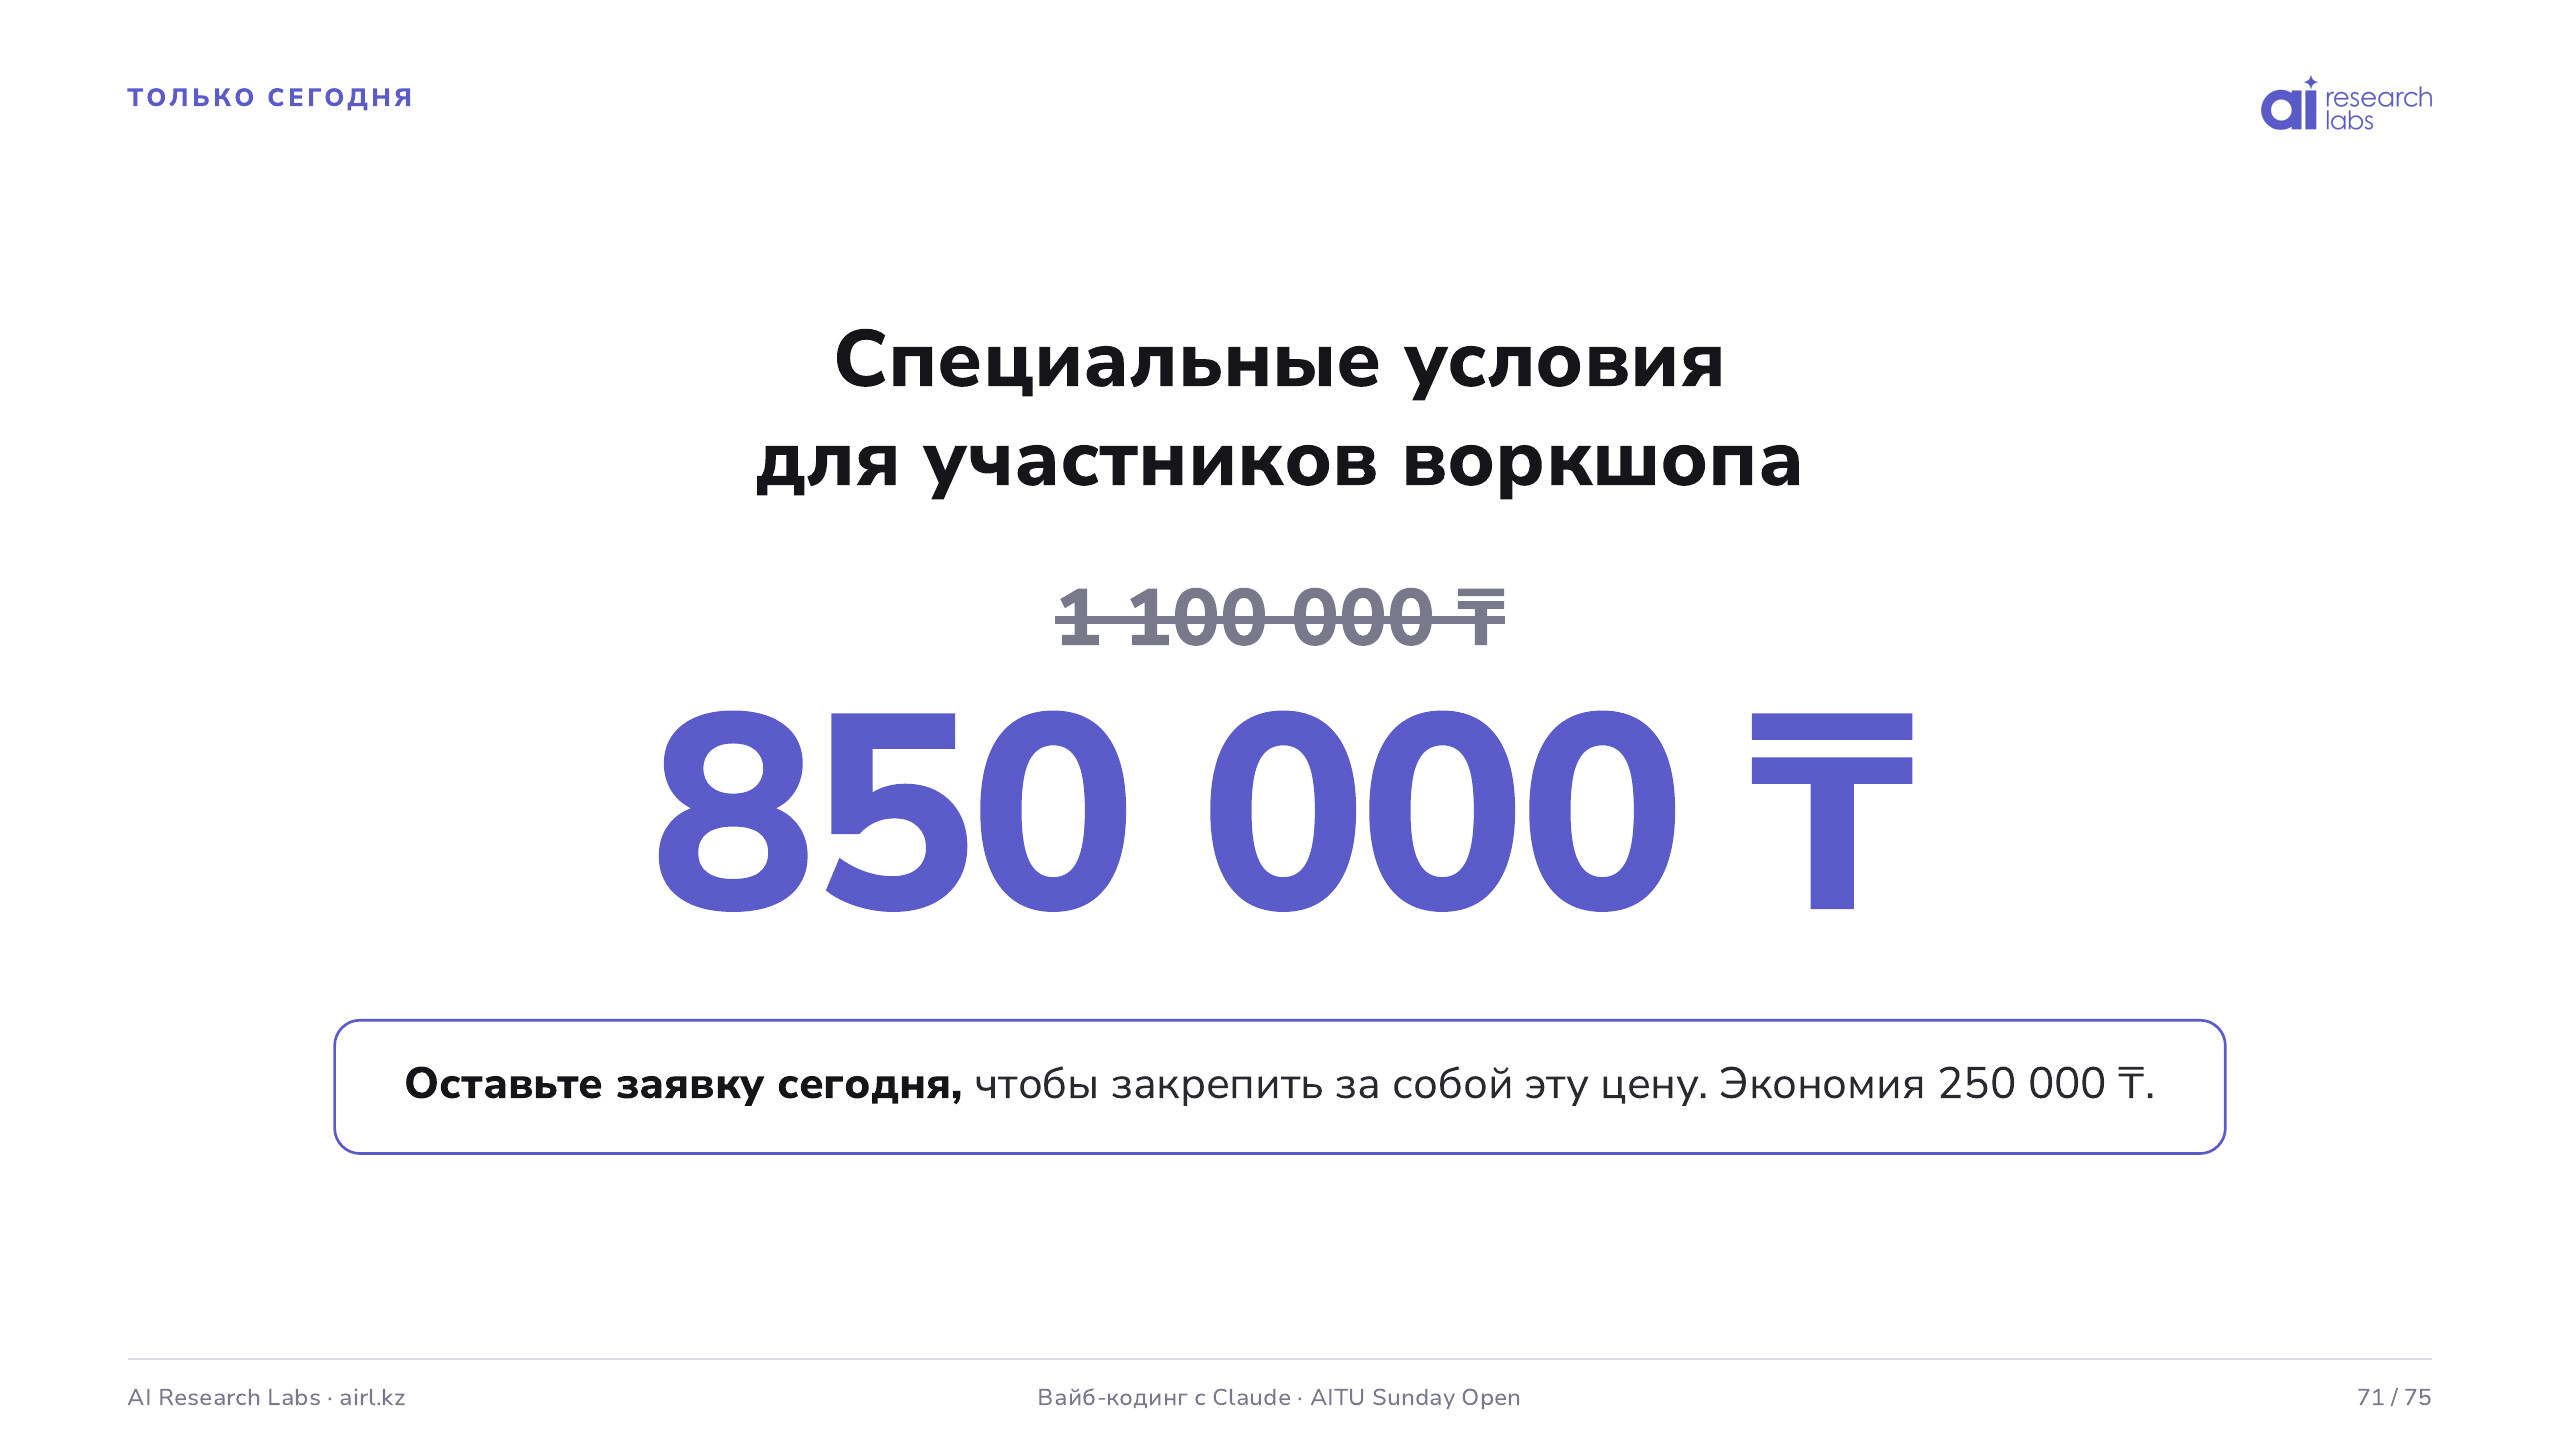 ТОЛЬКО СЕГОДНЯ
ai research
labs
Специальные условия
для участников воркшопа
1 100 000 ₸
850 000 ₸
Оставьте заявку сегодня, чтобы закрепить за собой эту цену. Экономия 250 000 ₸.
AI Research Labs · airl.kz
Вайб-кодинг с Claude · AITU Sunday Open
71 / 75